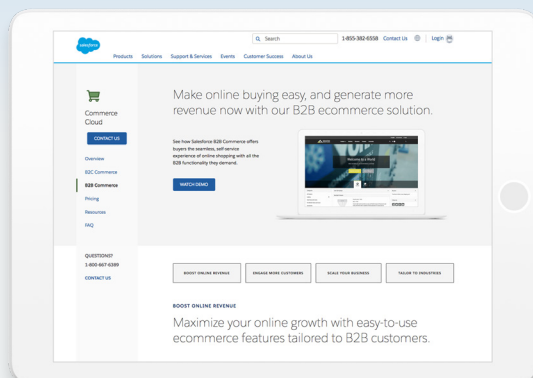 salesforce
Search
1-855-382-6558 Contact Us Login
Products Solutions Support & Services Events Customer Success About Us
Commerce
Cloud
CONTACT US
Overview
B2C Commerce
B2B Commerce
Pricing
Resources
FAQ
QUESTIONS?
1-800-667-6389
CONTACT US
Make online buying easy, and generate more
revenue now with our B2B ecommerce solution.
See how Salesforce B2B Commerce offers
buyers the seamless, self-service
experience of online shopping with all the
B2B functionality they demand.
WATCH DEMO
BOOST ONLINE REVENUE
ENGAGE MORE CUSTOMERS
SCALE YOUR BUSINESS
TAILOR TO INDUSTRIES
BOOST ONLINE REVENUE
Maximize your online growth with easy-to-use
ecommerce features tailored to B2B customers.